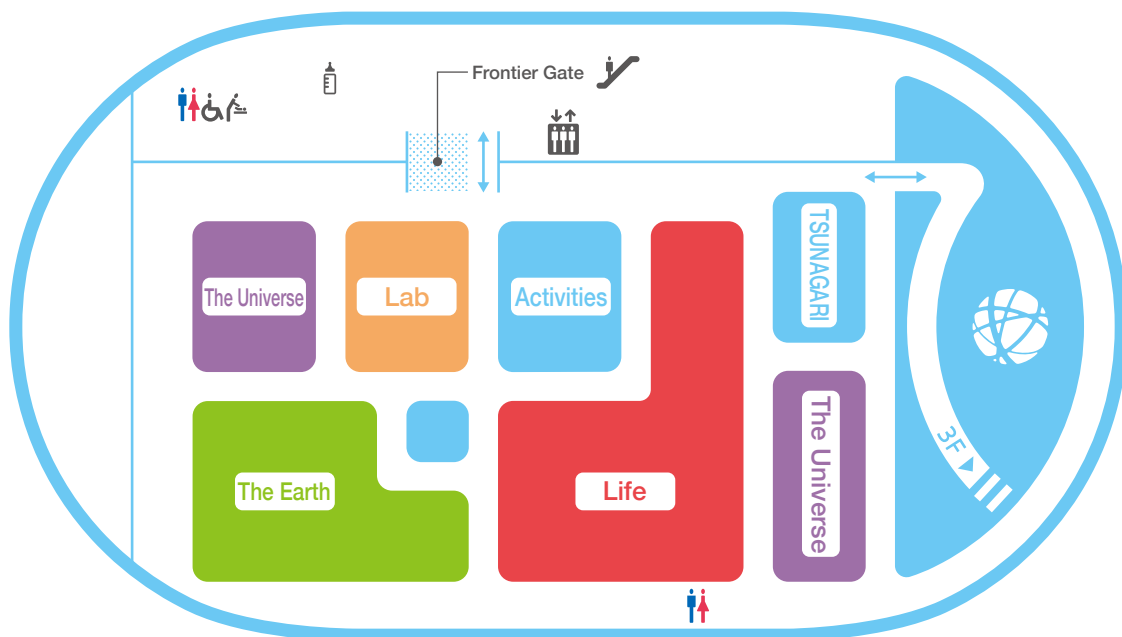 Frontier Gate
The Universe
Lab
Activities
TSUNAGARI
The Earth
Life
The Universe
3F